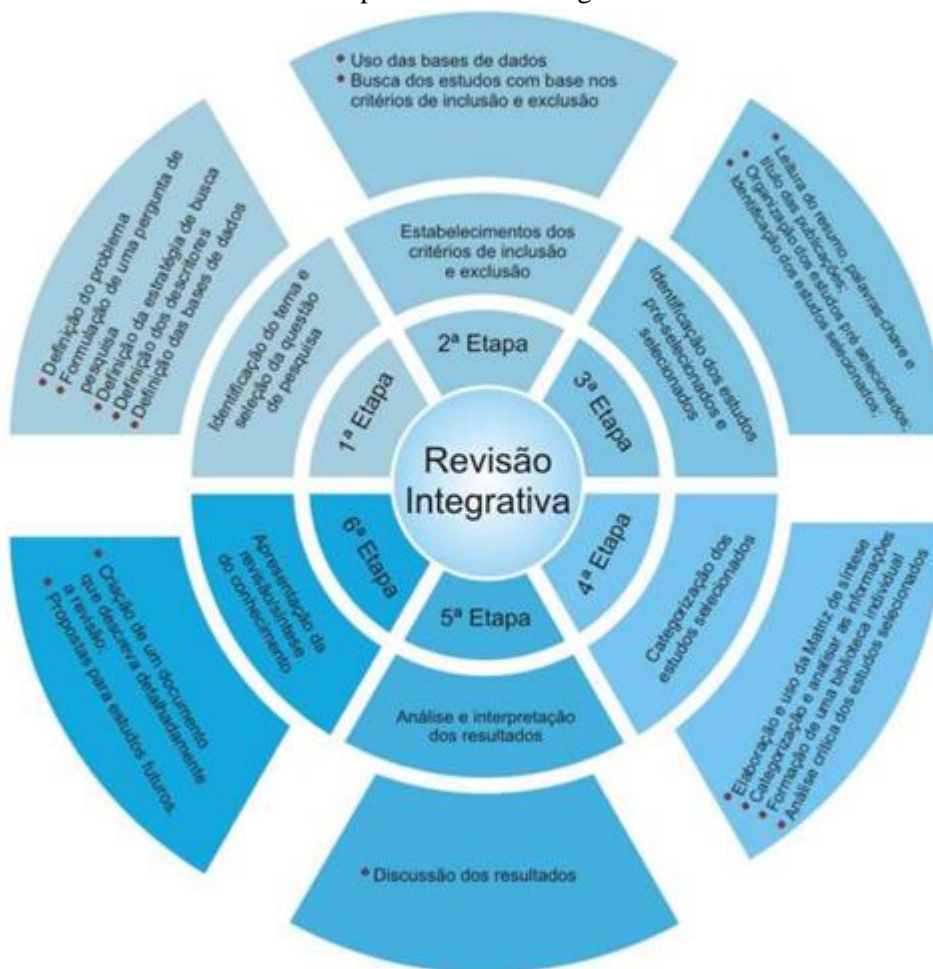 Revisão
Integrativa
1ª Etapa
Identificação do tema e
seleção da questão
de pesquisa
• Definição do problema
• Formulação de uma pergunta de
pesquisa
• Definição da estratégia de busca
• Definição dos descritores
• Definição das bases de dados
2ª Etapa
Estabelecimentos dos
critérios de inclusão
e exclusão
• Uso das bases de dados
• Busca dos estudos com base nos
critérios de inclusão e exclusão
3ª Etapa
Identificação dos estudos
pré-selecionados e
selecionados
• Leitura do resumo, palavras-chave e
título das publicações;
• Organização dos estudos pré selecionados;
• Identificação dos estudos selecionados;
4ª Etapa
Categorização dos
estudos selecionados
• Elaboração e uso da Matriz de síntese
• Categorização e analisar as informações
• Formação de uma biblioteca individual
• Análise crítica dos estudos selecionados
5ª Etapa
Análise e interpretação
dos resultados
• Discussão dos resultados
6ª Etapa
Apresentação da
revisão/síntese
do conhecimento
• Criação de um documento
que descreva detalhadamente
a revisão;
• Propostas para estudos futuros.